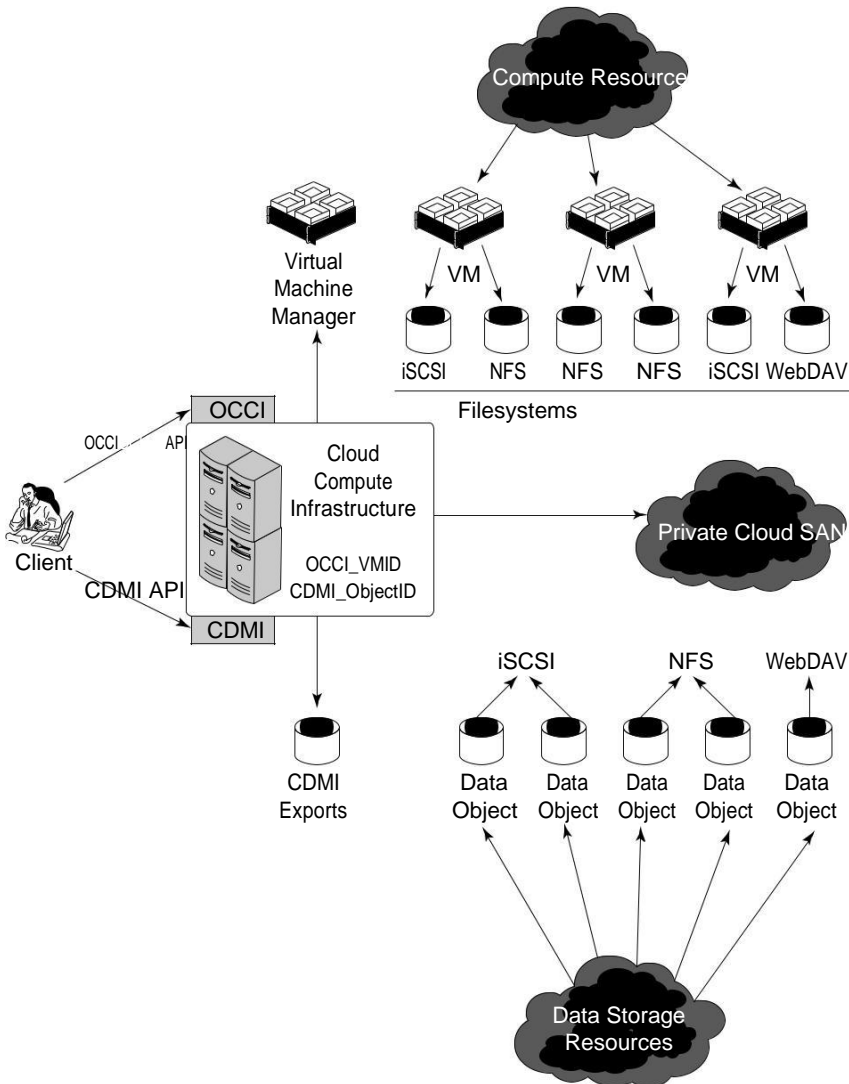 Compute Resource
Virtual
Machine
Manager
VM
VM
VM
iSCSI
NFS
NFS
NFS
iSCSI
WebDAV
Filesystems
OCCI
OCCI
API
Cloud
Compute
Infrastructure
OCCI_VMID
CDMI_ObjectID
Client
CDMI API
CDMI
Private Cloud SAN
CDMI
Exports
iSCSI
NFS
WebDAV
Data
Object
Data
Object
Data
Object
Data
Object
Data
Object
Data Storage
Resources